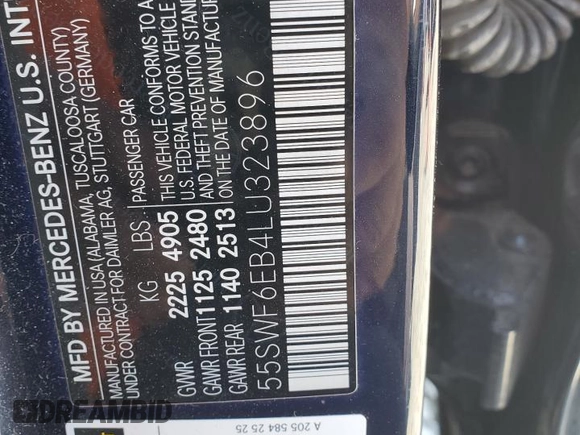 MFD BY MERCEDES-BENZ U.S. INT
MANUFACTURED IN USA (ALABAMA, TUSCALOOSA COUNTY)
UNDER CONTRACT FOR DAIMLER AG, STUTTGART (GERMANY)
KG LBS PASSENGER CAR
GVWR 2225 4905 THIS VEHICLE CONFORMS TO A
GAWR FRONT 1125 2480 U.S. FEDERAL MOTOR VEHICLE
GAWR REAR 1140 2513 AND THEFT PREVENTION STAND
ON THE DATE OF MANUFACTUR
55SWF6EB4LU323896
A 205 584 25 25
DREAMBID